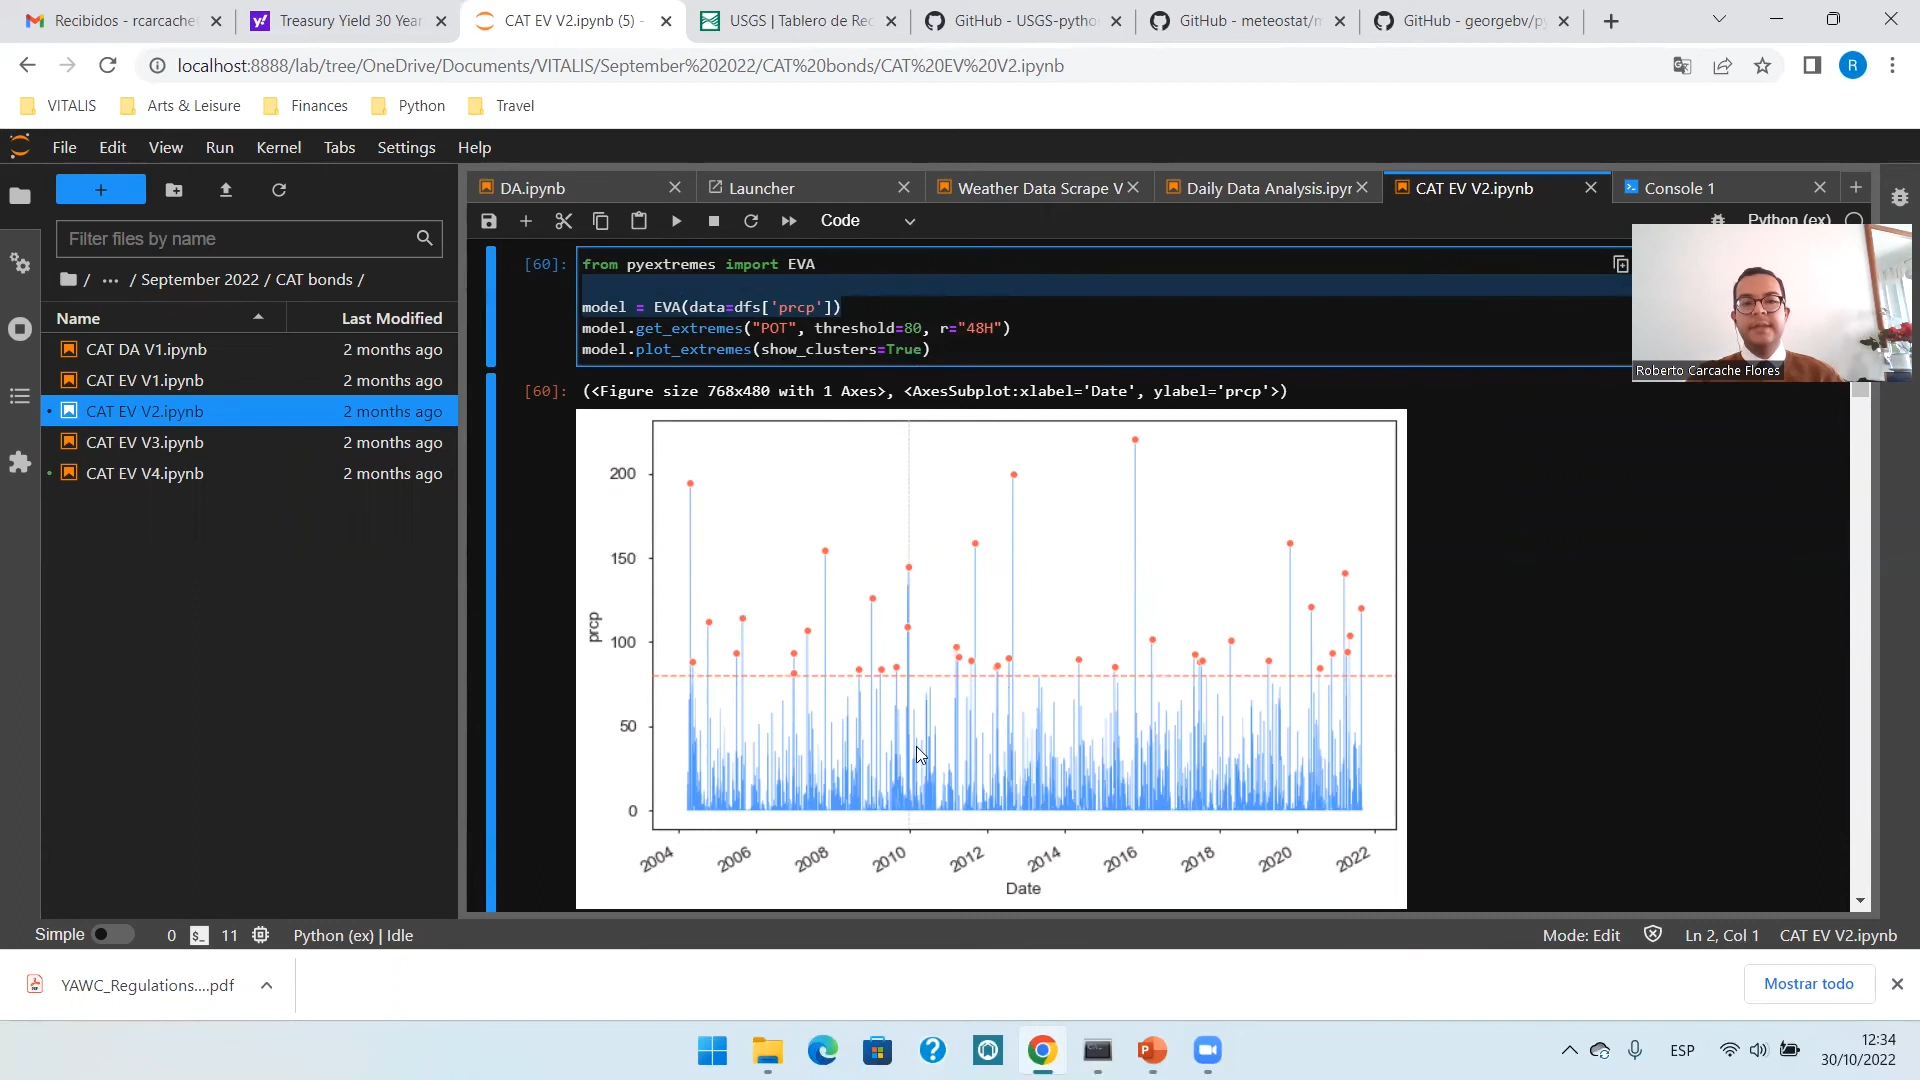 Recibidos - rcarcache
Treasury Yield 30 Year
CAT EV V2.ipynb (5) -
USGS | Tablero de Rec
GitHub - USGS-pytho
GitHub - meteostat/m
GitHub - georgebv/py
localhost:8888/lab/tree/OneDrive/Documents/VITALIS/September%202022/CAT%20bonds/CAT%20EV%20V2.ipynb
R
VITALIS
Arts & Leisure
Finances
Python
Travel
File Edit View Run Kernel Tabs Settings Help
DA.ipynb
Launcher
Weather Data Scrape V
Daily Data Analysis.ipyr
CAT EV V2.ipynb
Console 1
Code
Python (ex)
Filter files by name
/ ... / September 2022 / CAT bonds /
Name Last Modified
CAT DA V1.ipynb 2 months ago
CAT EV V1.ipynb 2 months ago
CAT EV V2.ipynb 2 months ago
CAT EV V3.ipynb 2 months ago
CAT EV V4.ipynb 2 months ago
[60]: from pyextremes import EVA
model = EVA(data=dfs['prcp'])
model.get_extremes("POT", threshold=80, r="48H")
model.plot_extremes(show_clusters=True)
Roberto Carcache Flores
[60]: (<Figure size 768x480 with 1 Axes>, <AxesSubplot:xlabel='Date', ylabel='prcp'>)
200
150
100
50
0
prcp
2004 2006 2008 2010 2012 2014 2016 2018 2020 2022
Date
Simple 0 $_ 11 Python (ex) | Idle
Mode: Edit Ln 2, Col 1 CAT EV V2.ipynb
YAWC_Regulations....pdf
Mostrar todo
ESP
12:34
30/10/2022